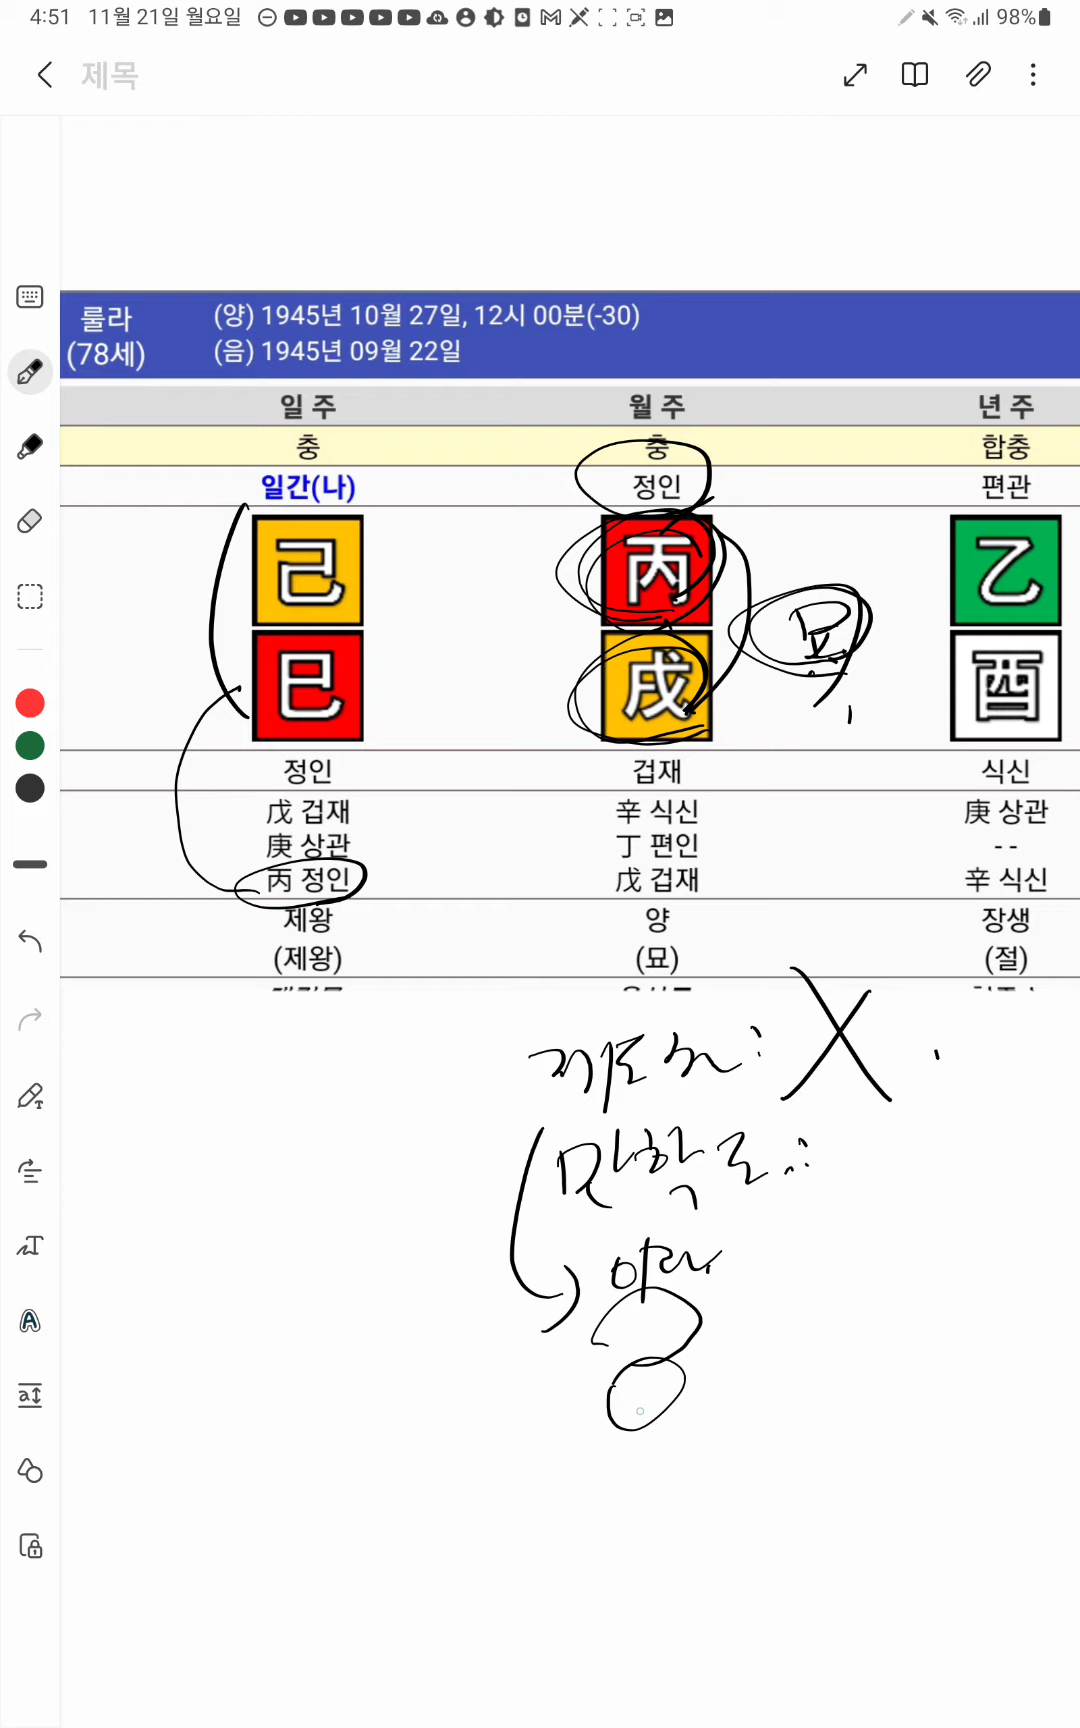 4:51 11월 21일 월요일 98%
제목
룰라 (양) 1945년 10월 27일, 12시 00분(-30)
(78세) (음) 1945년 09월 22일
일 주 월 주 년 주
충 충 합충
일간(나) 정인 편관
己 丙 乙
묘
巳 戌 酉
정인 겁재 식신
戊 겁재 辛 식신 庚 상관
庚 상관 丁 편인 --
丙 정인 戊 겁재 辛 식신
제왕 양 장생
(제왕) (묘) (절)
X
만학도